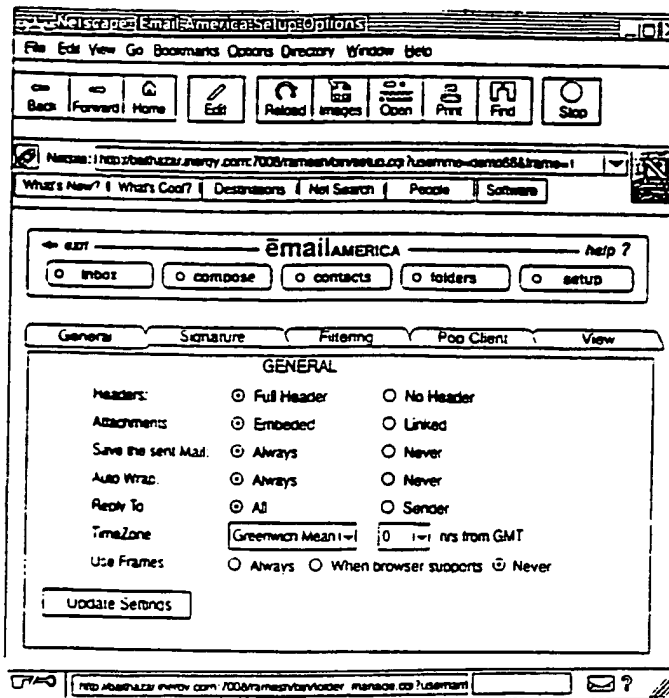 Netscape: Email America:Setup:Options
File Edit View Go Bookmarks Options Directory Window Help
Back Forward Home Edit Reload Images Open Print Find Stop
What's New? What's Cool? Destinations Net Search People Software
exit ēmailAMERICA help ?
inbox compose contacts folders setup
General Signature Filtering Pop Client View
GENERAL
Headers: Full Header No Header
Attachments Embeded Linked
Save the sent Mail: Always Never
Auto Wrap: Always Never
Reply To All Sender
TimeZone Greenwich Mean 0 hrs from GMT
Use Frames Always When browser supports Never
Update Settings
?